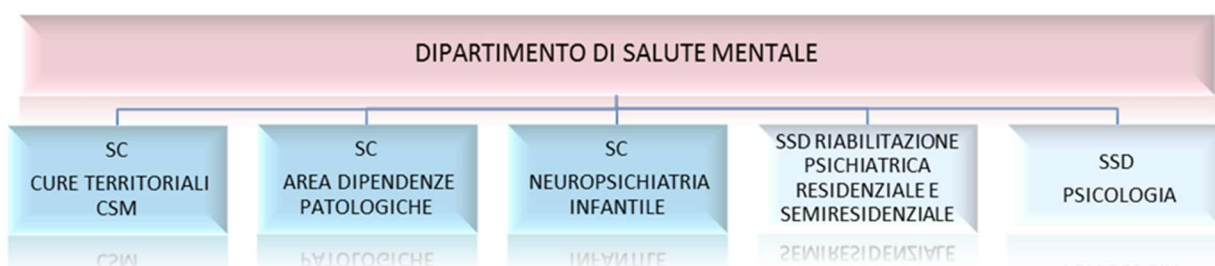 DIPARTIMENTO DI SALUTE MENTALE
SC
CURE TERRITORIALI
CSM
SC
AREA DIPENDENZE
PATOLOGICHE
SC
NEUROPSICHIATRIA
INFANTILE
SSD RIABILITAZIONE
PSICHIATRICA
RESIDENZIALE E
SEMIRESIDENZIALE
SSD
PSICOLOGIA